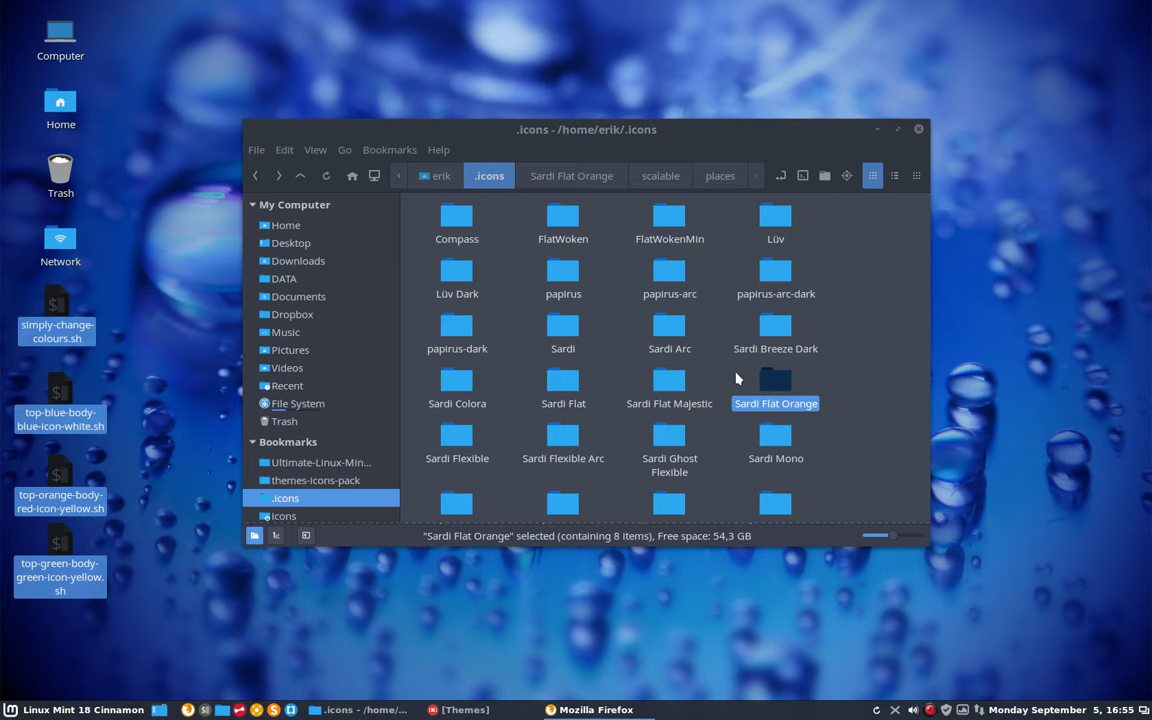 Computer
Home
Trash
Network
simply-change-
colours.sh
top-blue-body-
blue-icon-white.sh
top-orange-body-
red-icon-yellow.sh
top-green-body-
green-icon-yellow.
sh
.icons - /home/erik/.icons
File Edit View Go Bookmarks Help
erik .icons Sardi Flat Orange scalable places
My Computer
Home
Desktop
Downloads
DATA
Documents
Dropbox
Music
Pictures
Videos
Recent
File System
Trash
Bookmarks
Ultimate-Linux-Min...
themes-icons-pack
.icons
icons
Compass FlatWoken FlatWokenMin Lüv
Lüv Dark papirus papirus-arc papirus-arc-dark
papirus-dark Sardi Sardi Arc Sardi Breeze Dark
Sardi Colora Sardi Flat Sardi Flat Majestic Sardi Flat Orange
Sardi Flexible Sardi Flexible Arc Sardi Ghost Sardi Mono
Flexible
"Sardi Flat Orange" selected (containing 8 items), Free space: 54,3 GB
Linux Mint 18 Cinnamon .icons - /home/... [Themes] Mozilla Firefox Monday September 5, 16:55